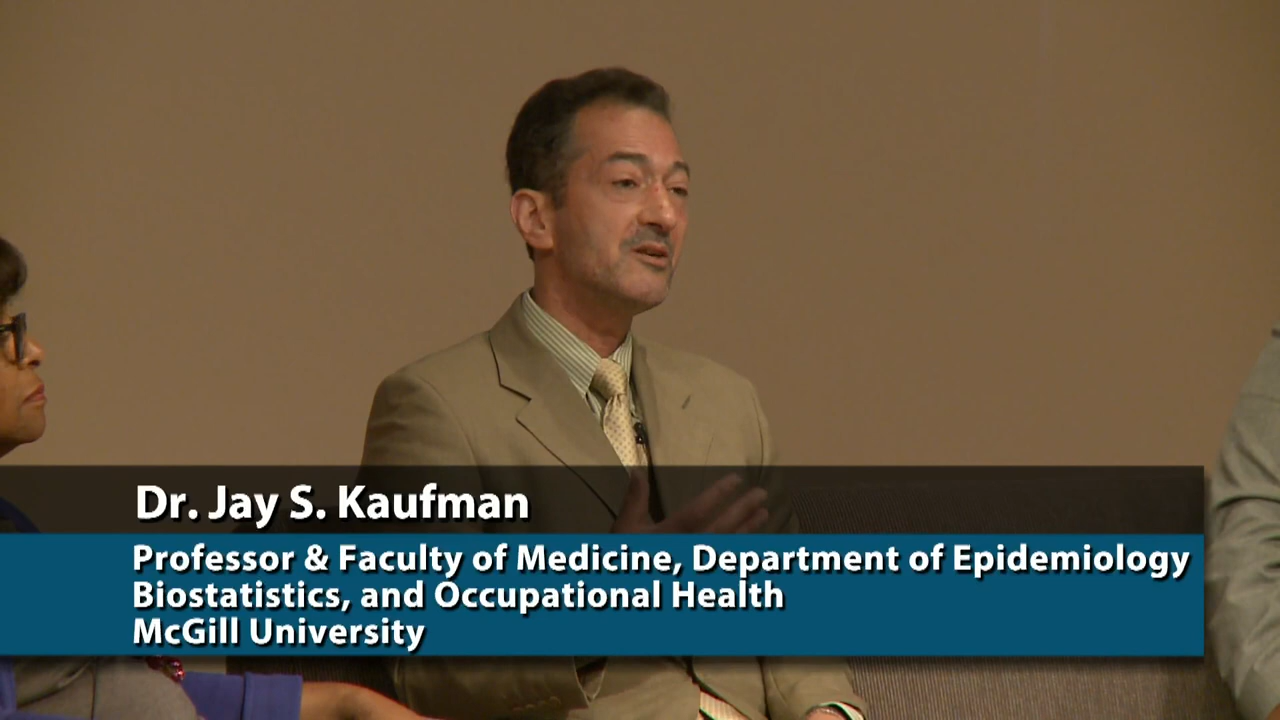 Dr. Jay S. Kaufman
Professor & Faculty of Medicine, Department of Epidemiology
Biostatistics, and Occupational Health
McGill University